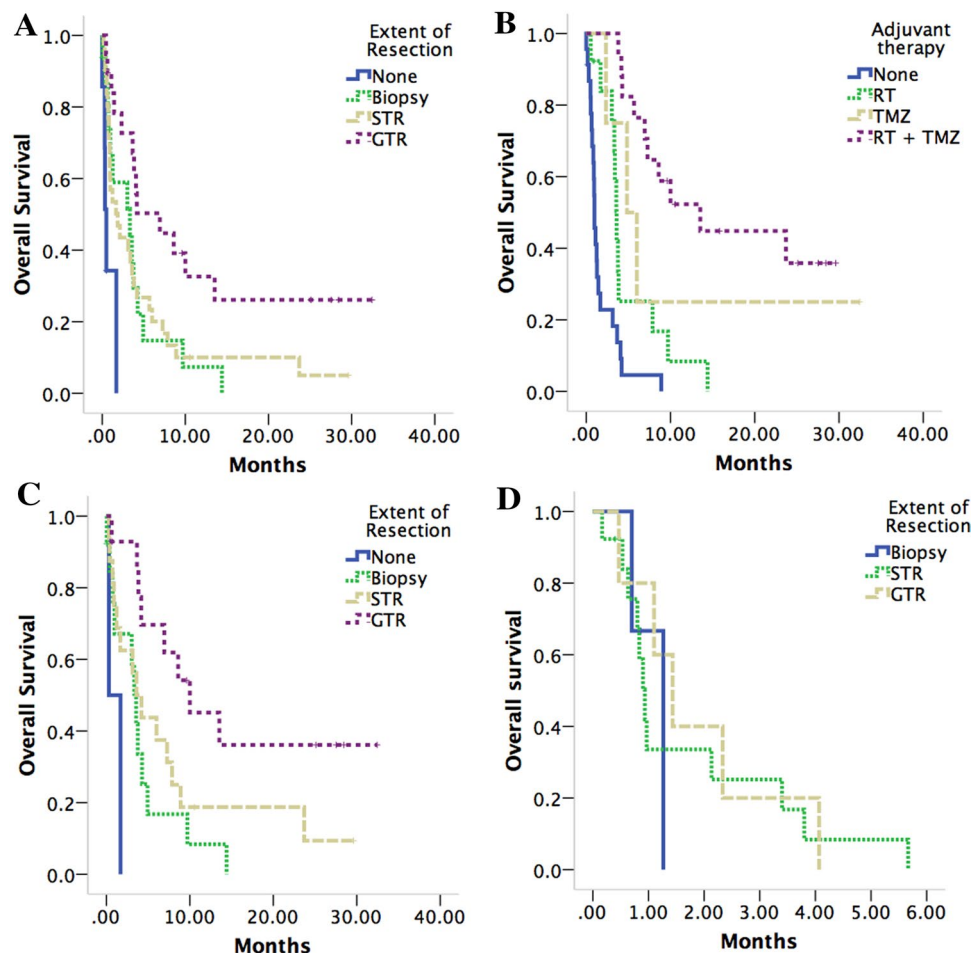 A
Extent of
Resection
None
Biopsy
STR
GTR
1.0
0.8
0.6
0.4
0.2
0.0
Overall Survival
.00 10.00 20.00 30.00 40.00
Months
B
Adjuvant
therapy
None
RT
TMZ
RT + TMZ
1.0
0.8
0.6
0.4
0.2
0.0
Overall Survival
.00 10.00 20.00 30.00 40.00
Months
C
Extent of
Resection
None
Biopsy
STR
GTR
1.0
0.8
0.6
0.4
0.2
0.0
Overall Survival
.00 10.00 20.00 30.00 40.00
Months
D
Extent of
Resection
Biopsy
STR
GTR
1.0
0.8
0.6
0.4
0.2
0.0
Overall survival
.00 1.00 2.00 3.00 4.00 5.00 6.00
Months